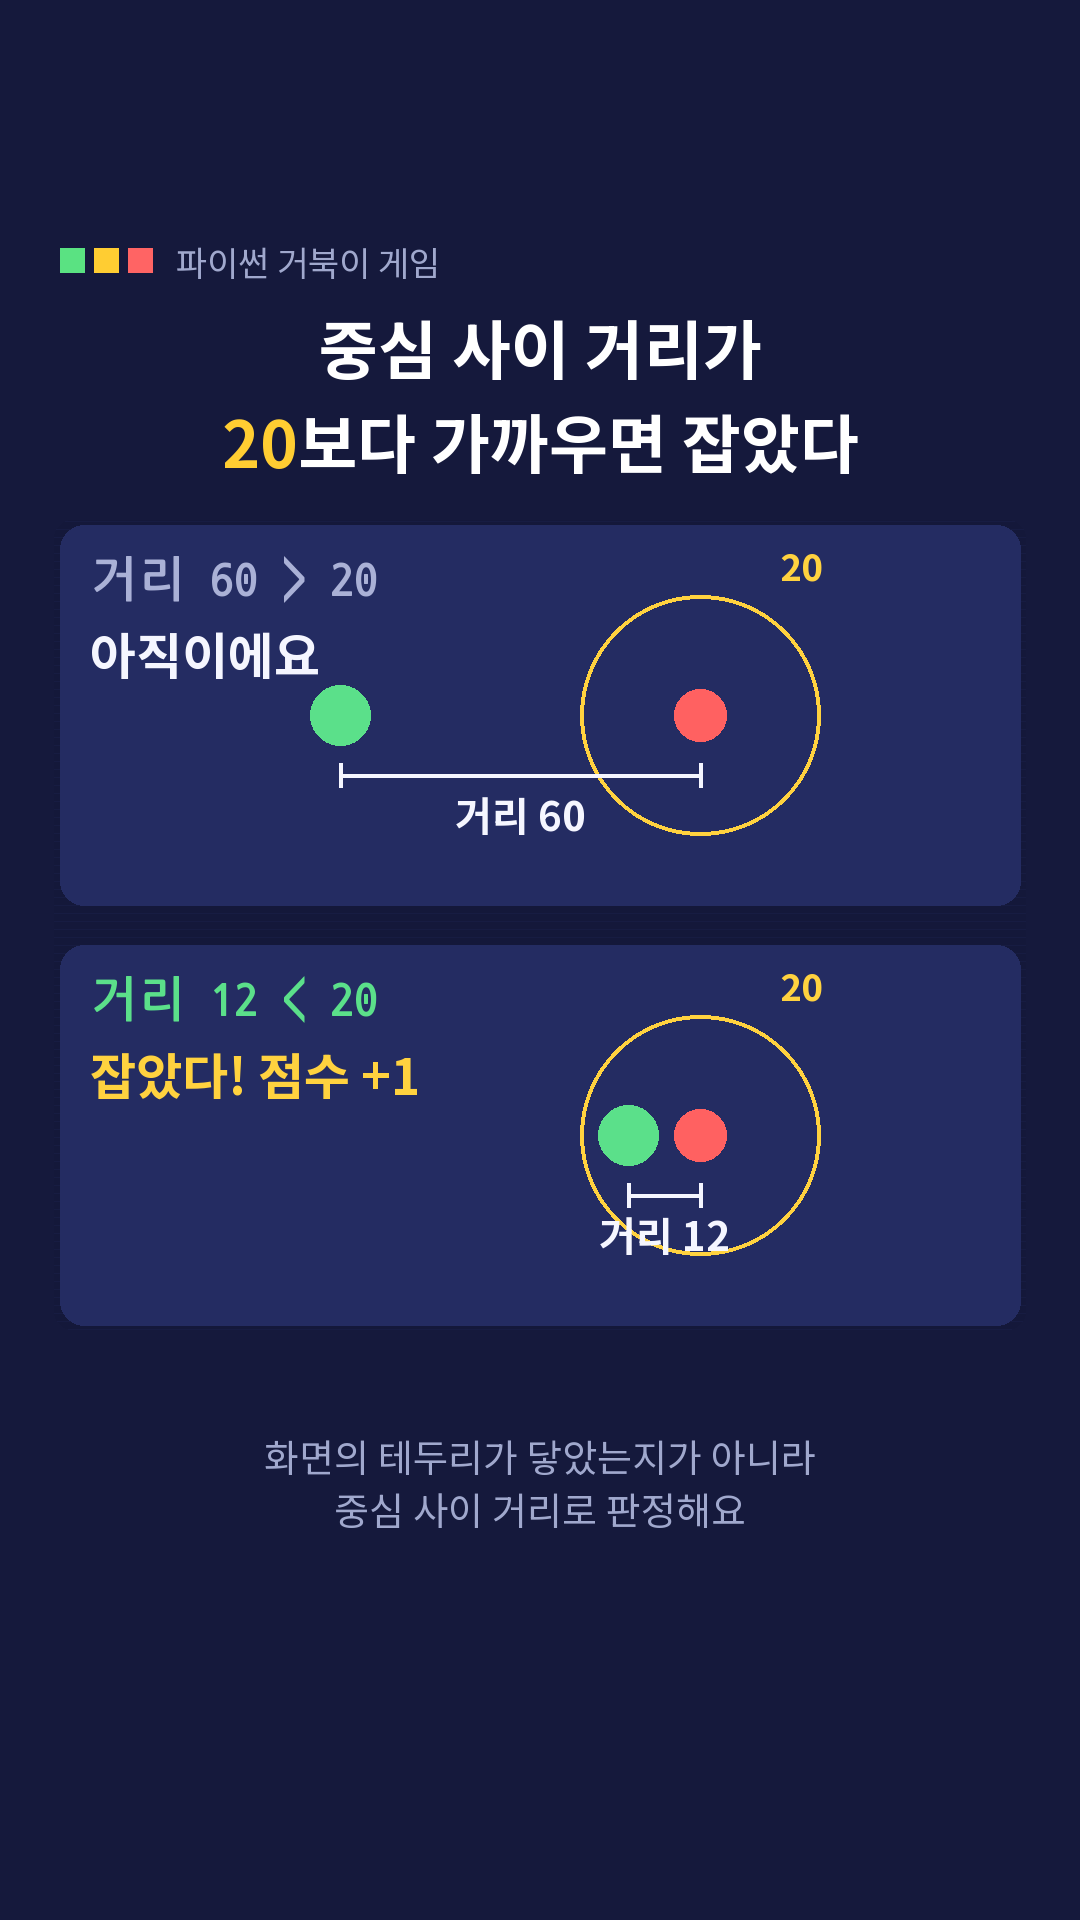 파이썬 거북이 게임
중심 사이 거리가
20보다 가까우면 잡았다
거리 60 > 20
20
아직이에요
거리 60
거리 12 < 20
20
잡았다! 점수 +1
거리 12
화면의 테두리가 닿았는지가 아니라
중심 사이 거리로 판정해요